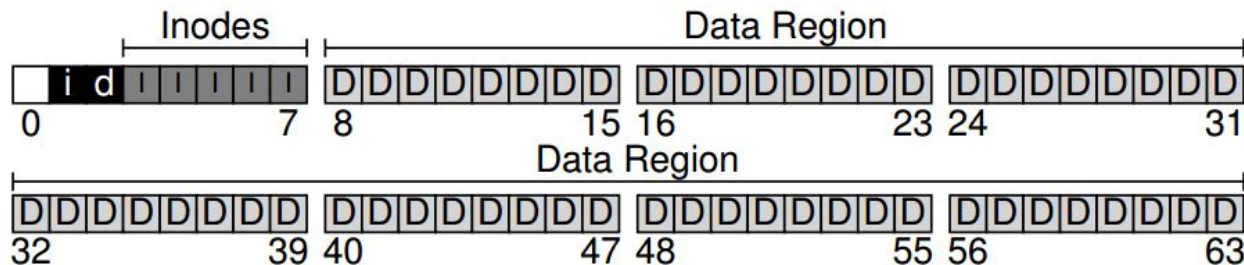 Inodes Data Region
i d I I I I I D D D D D D D D D D D D D D D D D D D D D D D D
0 7 8 15 16 23 24 31
Data Region
D D D D D D D D D D D D D D D D D D D D D D D D D D D D D D D D
32 39 40 47 48 55 56 63